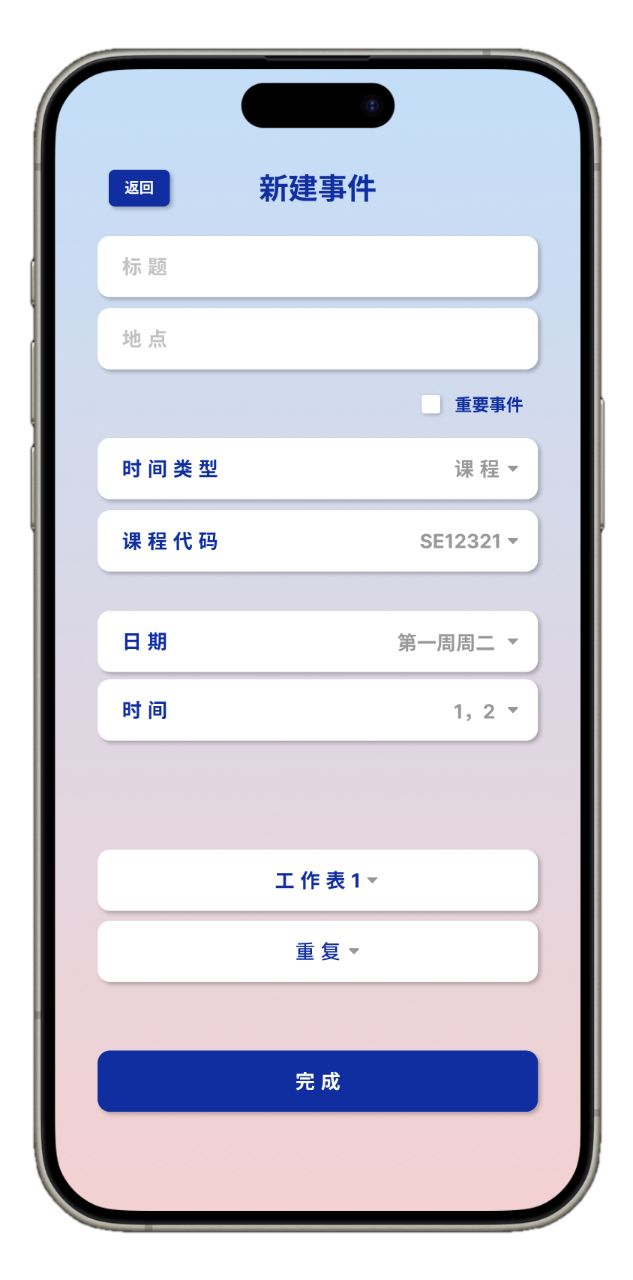 返回 新建事件
标题
地点
重要事件
时间类型 课程
课程代码 SE12321
日期 第一周周二
时间 1，2
工作表1
重复
完成